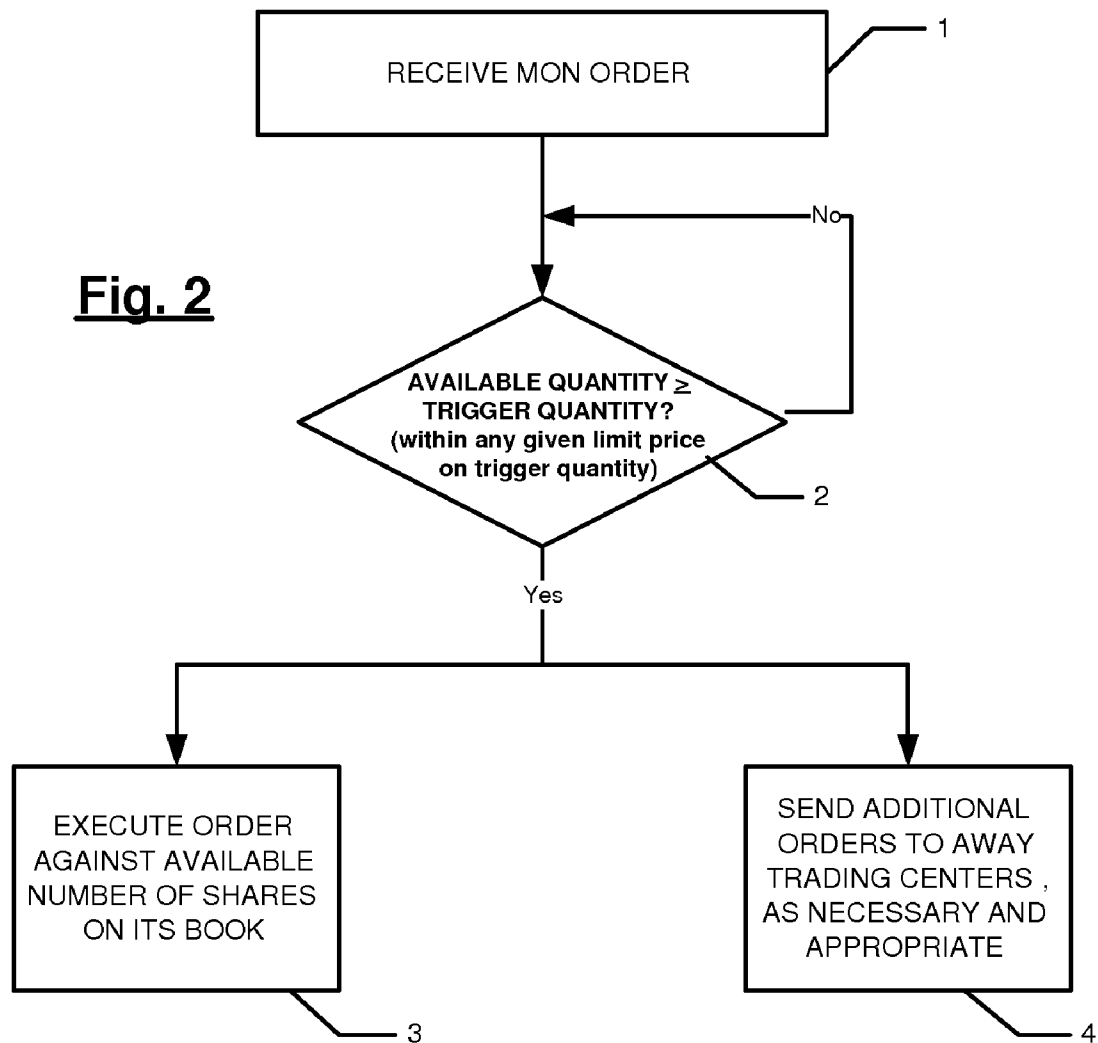 1
RECEIVE MON ORDER
No
Fig. 2
AVAILABLE QUANTITY ≥
TRIGGER QUANTITY?
(within any given limit price
on trigger quantity)
2
Yes
EXECUTE ORDER
AGAINST AVAILABLE
NUMBER OF SHARES
ON ITS BOOK
3
SEND ADDITIONAL
ORDERS TO AWAY
TRADING CENTERS ,
AS NECESSARY AND
APPROPRIATE
4